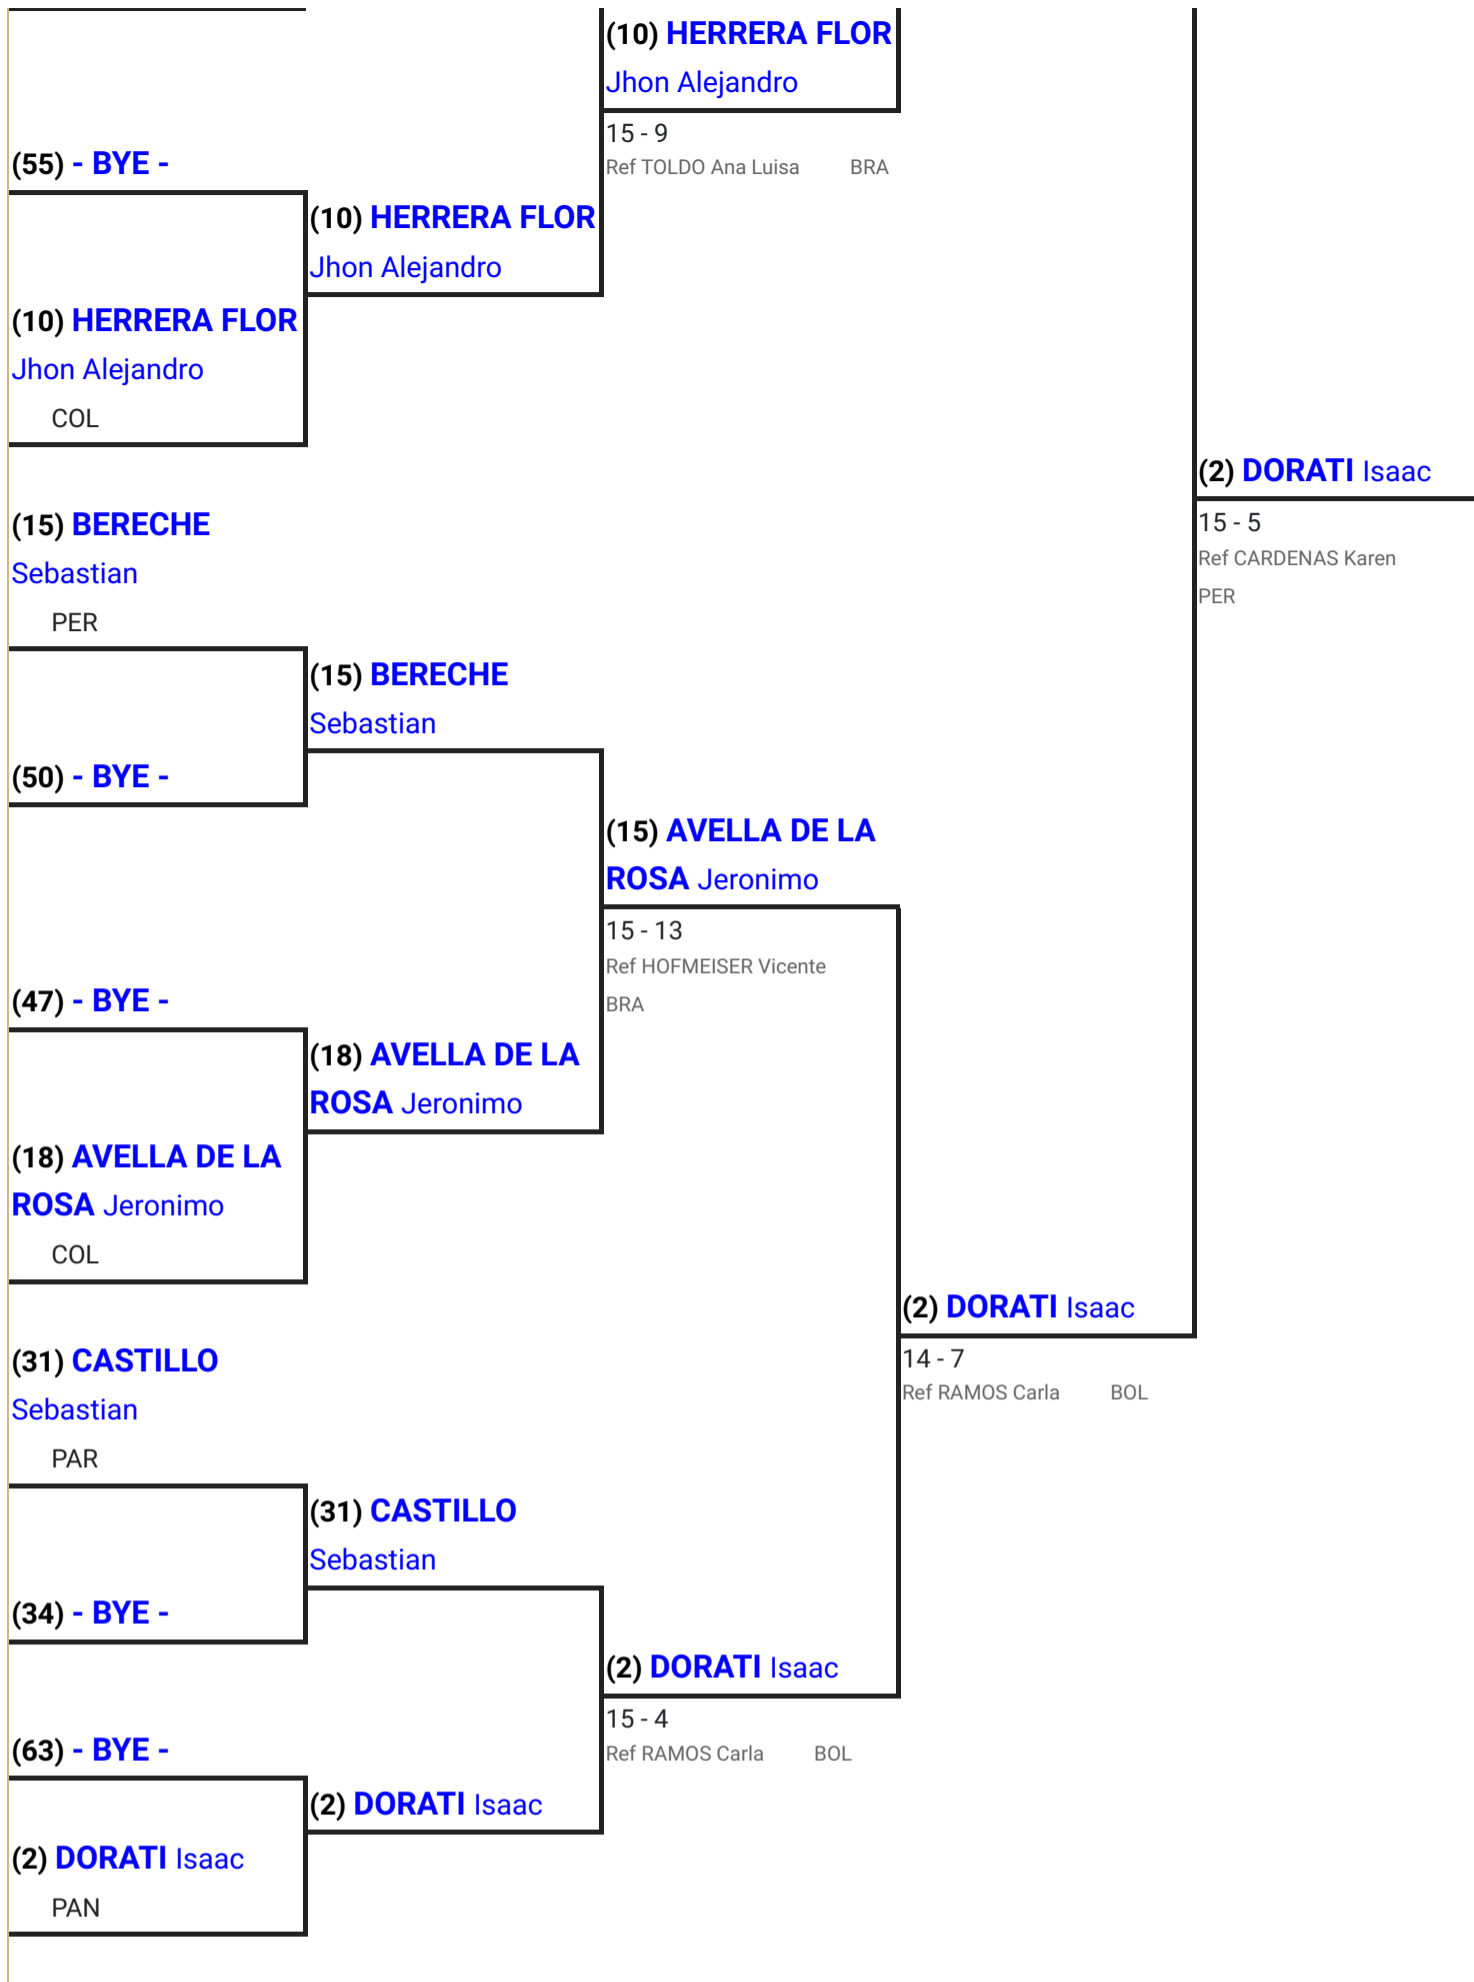 (55) - BYE -
(10) HERRERA FLOR
Jhon Alejandro
COL
(15) BERECHE
Sebastian
PER
(50) - BYE -
(47) - BYE -
(18) AVELLA DE LA
ROSA Jeronimo
COL
(31) CASTILLO
Sebastian
PAR
(34) - BYE -
(63) - BYE -
(2) DORATI Isaac
PAN
(10) HERRERA FLOR
Jhon Alejandro
(15) BERECHE
Sebastian
(18) AVELLA DE LA
ROSA Jeronimo
(31) CASTILLO
Sebastian
(2) DORATI Isaac
(10) HERRERA FLOR
Jhon Alejandro
15 - 9
Ref TOLDO Ana Luisa BRA
(15) AVELLA DE LA
ROSA Jeronimo
15 - 13
Ref HOFMEISER Vicente
BRA
(2) DORATI Isaac
15 - 4
Ref RAMOS Carla BOL
(2) DORATI Isaac
14 - 7
Ref RAMOS Carla BOL
(2) DORATI Isaac
15 - 5
Ref CARDENAS Karen
PER